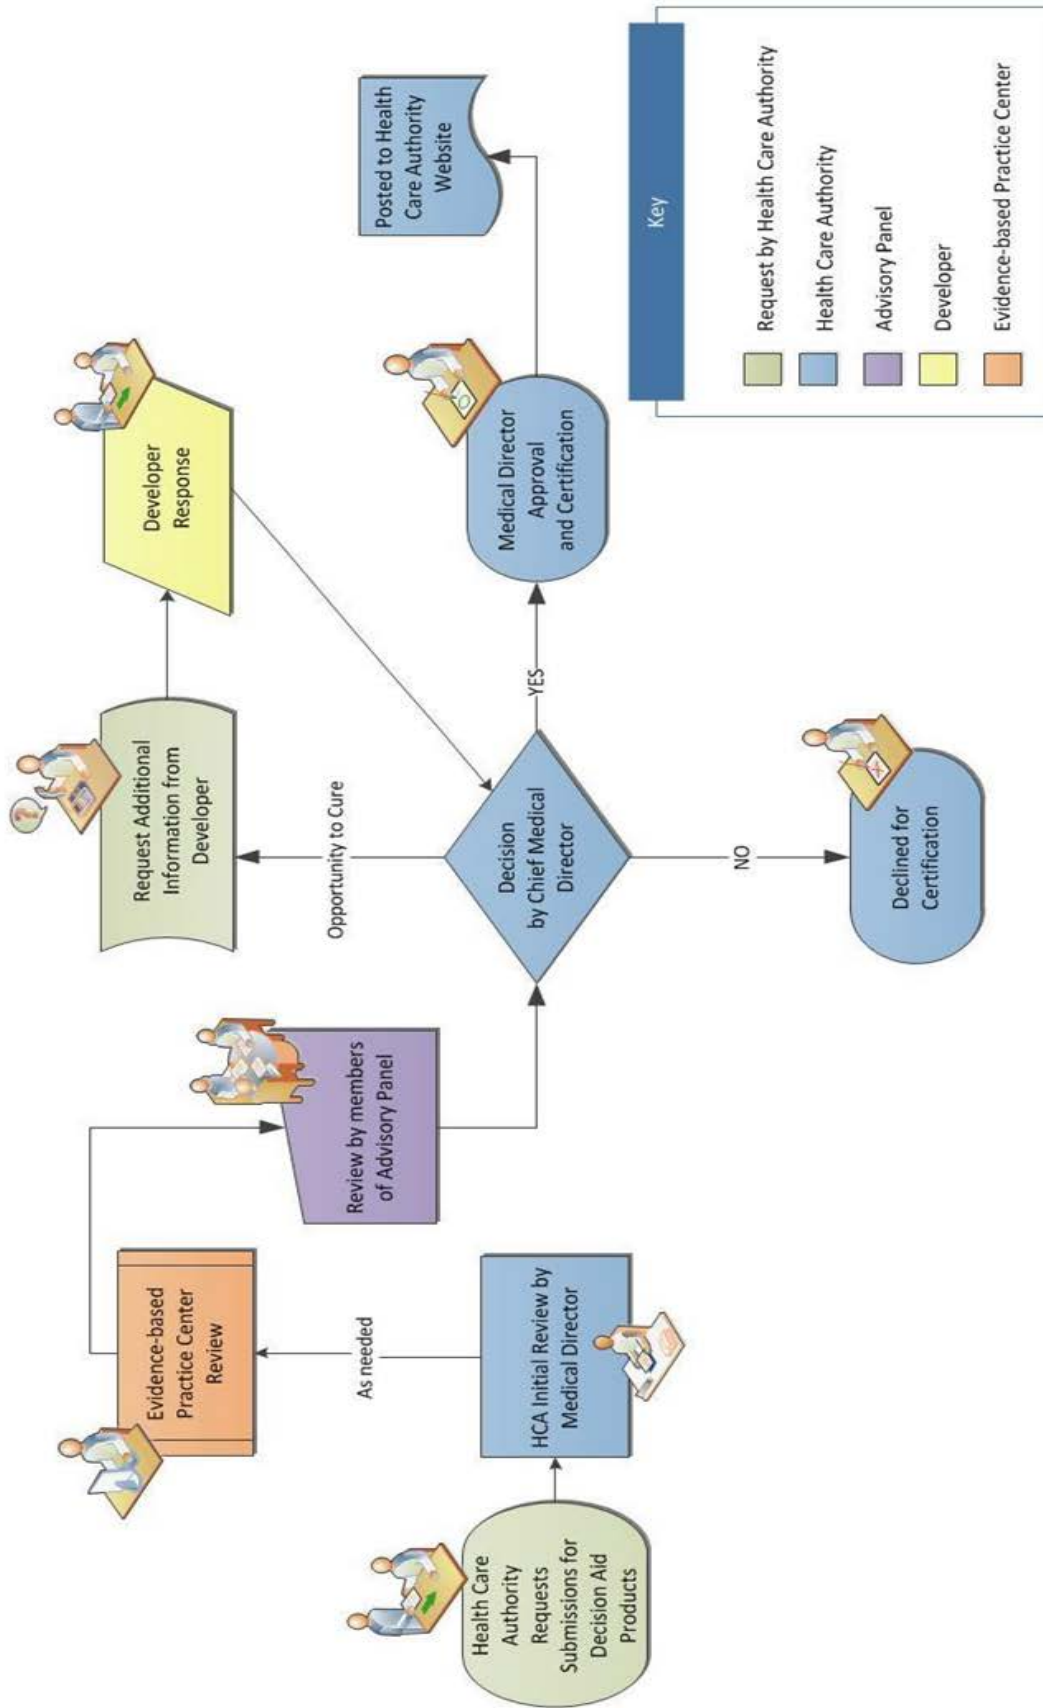 Health Care
Authority
Requests
Submissions for
Decision Aid
Products
HCA Initial Review by
Medical Director
As needed
Evidence-based
Practice Center
Review
Review by members
of Advisory Panel
Decision
by Chief Medical
Director
Opportunity to Cure
Request Additional
Information from
Developer
Developer
Response
NO
Declined for
Certification
YES
Medical Director
Approval
and Certification
Posted to Health
Care Authority
Website
Key
Request by Health Care Authority
Health Care Authority
Advisory Panel
Developer
Evidence-based Practice Center